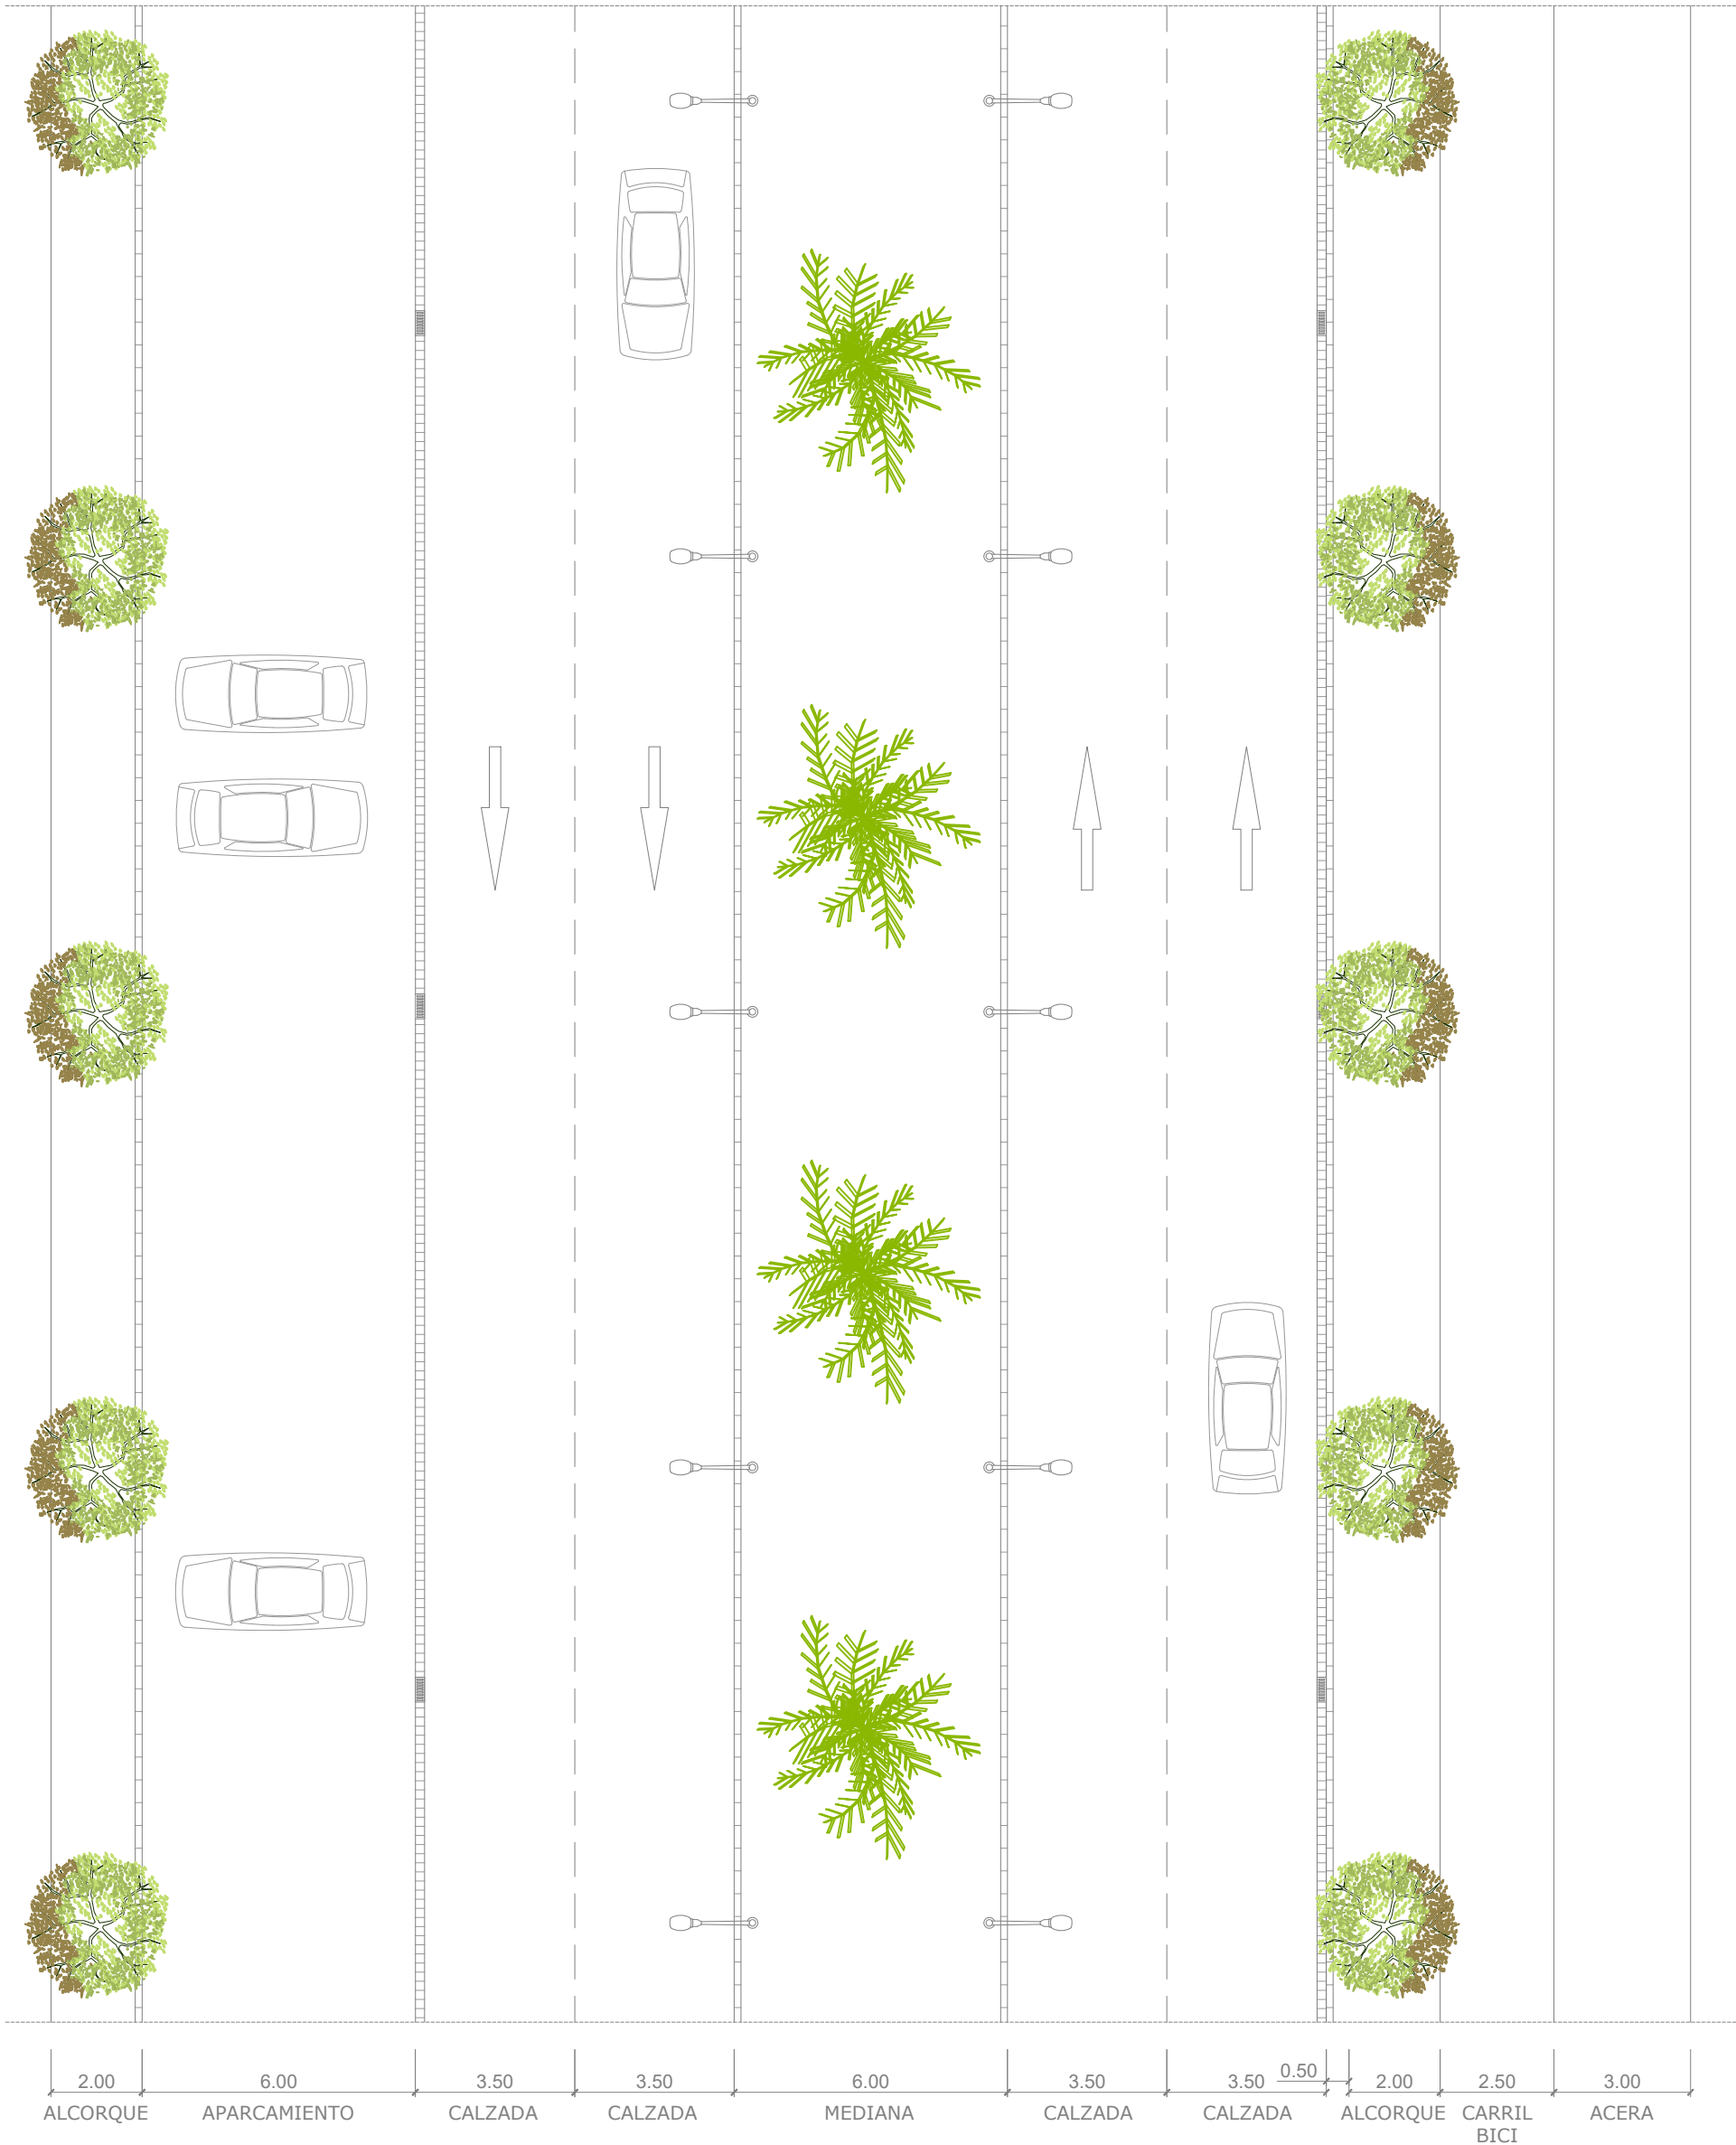 2.00 6.00 3.50 3.50 6.00 3.50 3.50 0.50 2.00 2.50 3.00
ALCORQUE APARCAMIENTO CALZADA CALZADA MEDIANA CALZADA CALZADA ALCORQUE CARRIL ACERA
BICI